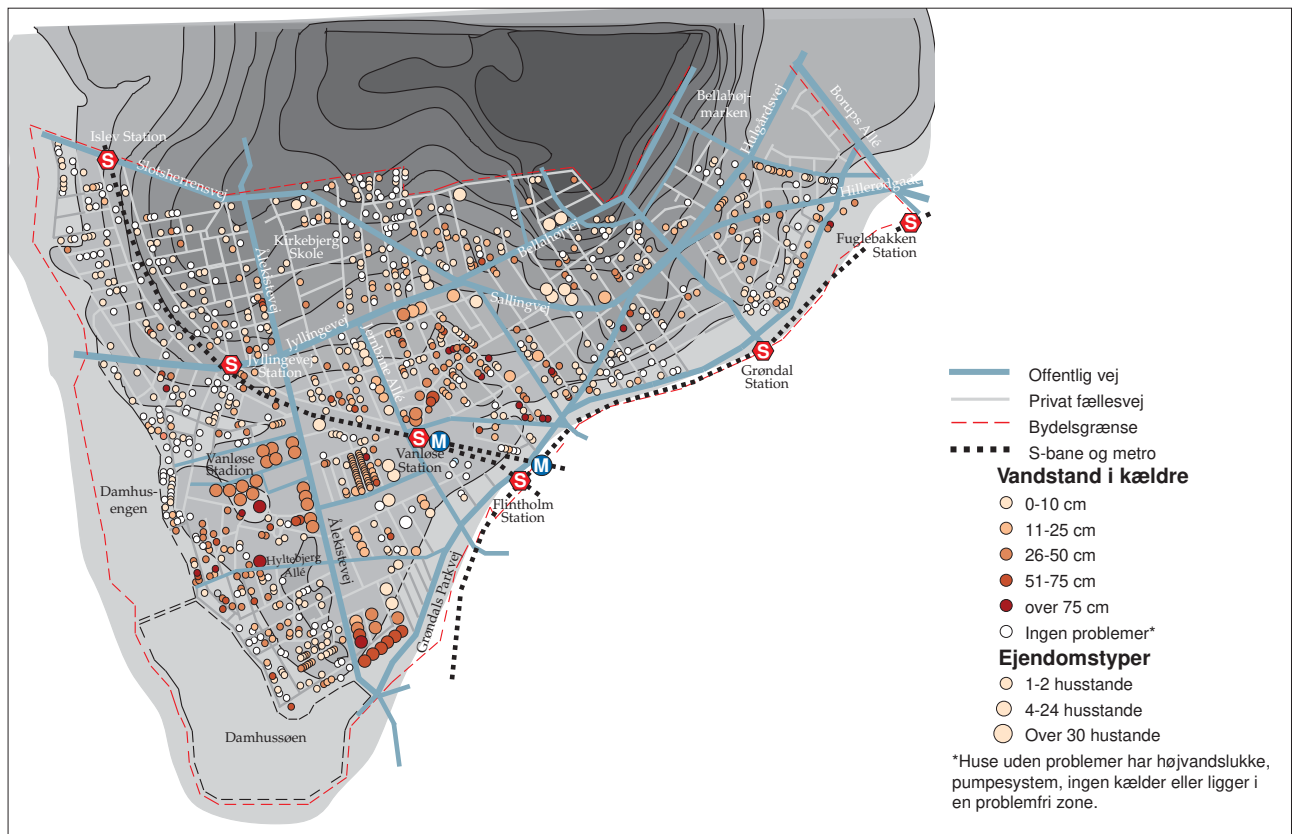 Bellahøj-
marken
Hulgårdsvej
Borups Allé
Islev Station
S
Slotsherrensvej
Hillerødgade
S
Fuglebakken
Station
Kirkebjerg
Skole
Bellahøjvej
Ålekistevej
Sallingvej
Jyllingevej
Jernbane Allé
S
Jyllingevej
Station
S
Grøndal
Station
S
M
Vanløse
Station
M
S
Flintholm
Station
Vanløse
Stadion
Damhus-
engen
Ålekistevej
Hyltebjerg
Allé
Grøndals Parkvej
Damhussøen
Offentlig vej
Privat fællesvej
Bydelsgrænse
S-bane og metro
Vandstand i kældre
0-10 cm
11-25 cm
26-50 cm
51-75 cm
over 75 cm
Ingen problemer*
Ejendomstyper
1-2 husstande
4-24 husstande
Over 30 hustande
*Huse uden problemer har højvandslukke,
pumpesystem, ingen kælder eller ligger i
en problemfri zone.